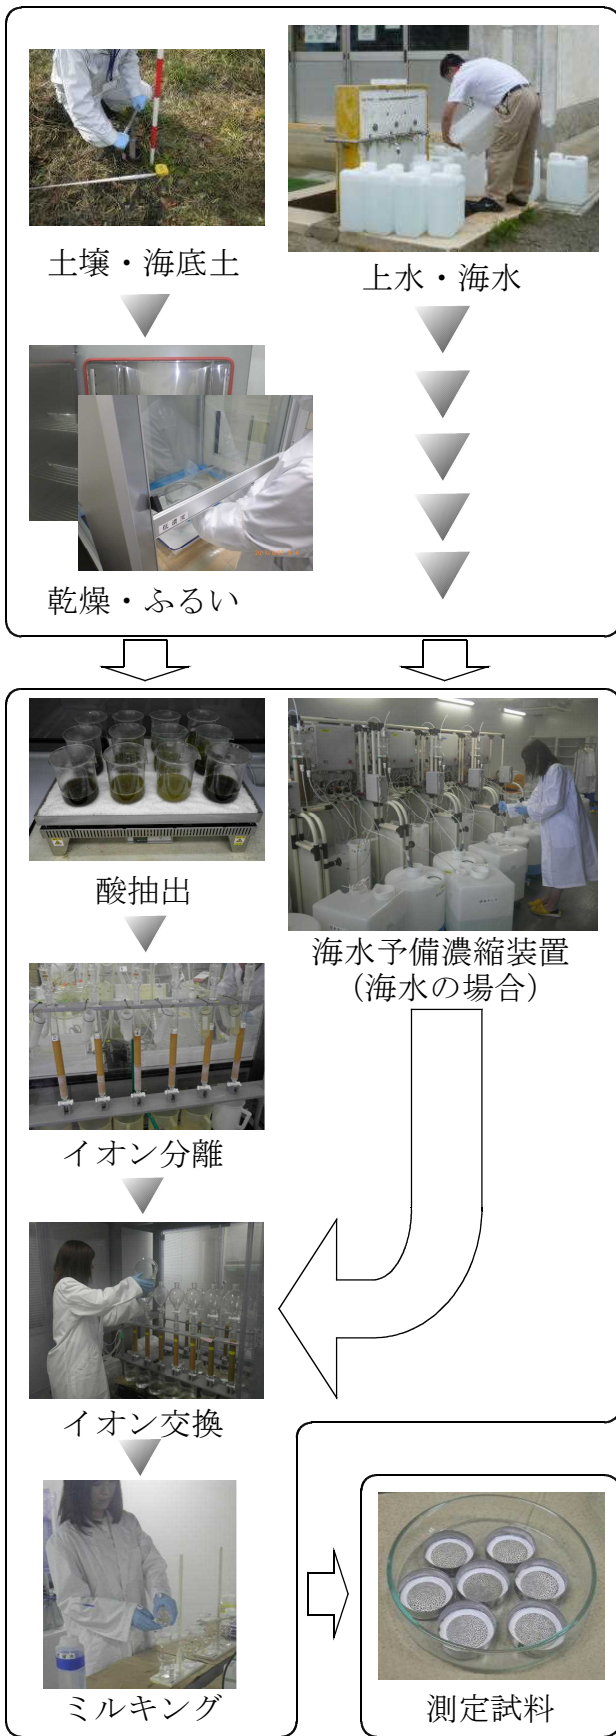 土壌・海底土
上水・海水
乾燥・ふるい
酸抽出
海水予備濃縮装置
（海水の場合）
イオン分離
イオン交換
ミルキング
測定試料